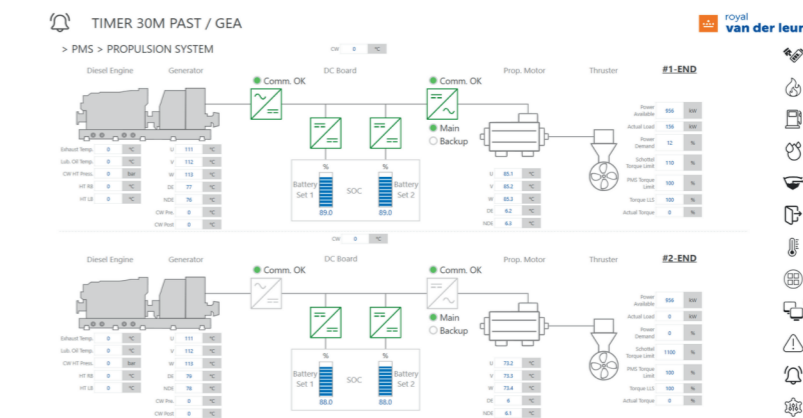 TIMER 30M PAST / GEA
royal
van der leun
> PMS > PROPULSION SYSTEM
CW 0 °C
Diesel Engine Generator DC Board Prop. Motor Thruster #1-END
Comm. OK Comm. OK
Power Available 856 kW
Actual Load 136 kW
Main
Power Demand 12 %
Backup
Exhaust Temp. 0 °C U 111 °C
Schottel Torque Limit 110 %
Lub. Oil Temp. 0 °C V 112 °C
CW HT Press. 0 bar W 113 °C
% % U 85.1 °C
PMS Torque Limit 100 %
HT RB 0 °C DE 77 °C
Battery Set 1 SOC Battery Set 2 V 85.2 °C
HT LB 0 °C NDE 76 °C
W 85.3 °C Torque LLS 100 %
CW Pre. 0 °C
89.0 89.0 DE 6.2 °C Actual Torque 0 %
CW Post 0 °C
NDE 6.3 °C
CW 0 °C
Diesel Engine Generator DC Board Prop. Motor Thruster #2-END
Comm. OK Comm. OK
Power Available 856 kW
Actual Load 0 kW
Main
Power Demand 0 %
Backup
Exhaust Temp. 0 °C U 111 °C
Schottel Torque Limit 1100 %
Lub. Oil Temp. 0 °C V 112 °C
CW HT Press. 0 bar W 113 °C
% % U 73.2 °C
PMS Torque Limit 100 %
HT RB 0 °C DE 76 °C
Battery Set 1 SOC Battery Set 2 V 73.3 °C
HT LB 0 °C NDE 76 °C
W 73.4 °C Torque LLS 100 %
CW Pre. 0 °C
88.0 88.0 DE 6 °C Actual Torque 0 %
CW Post 0 °C
NDE 6.1 °C